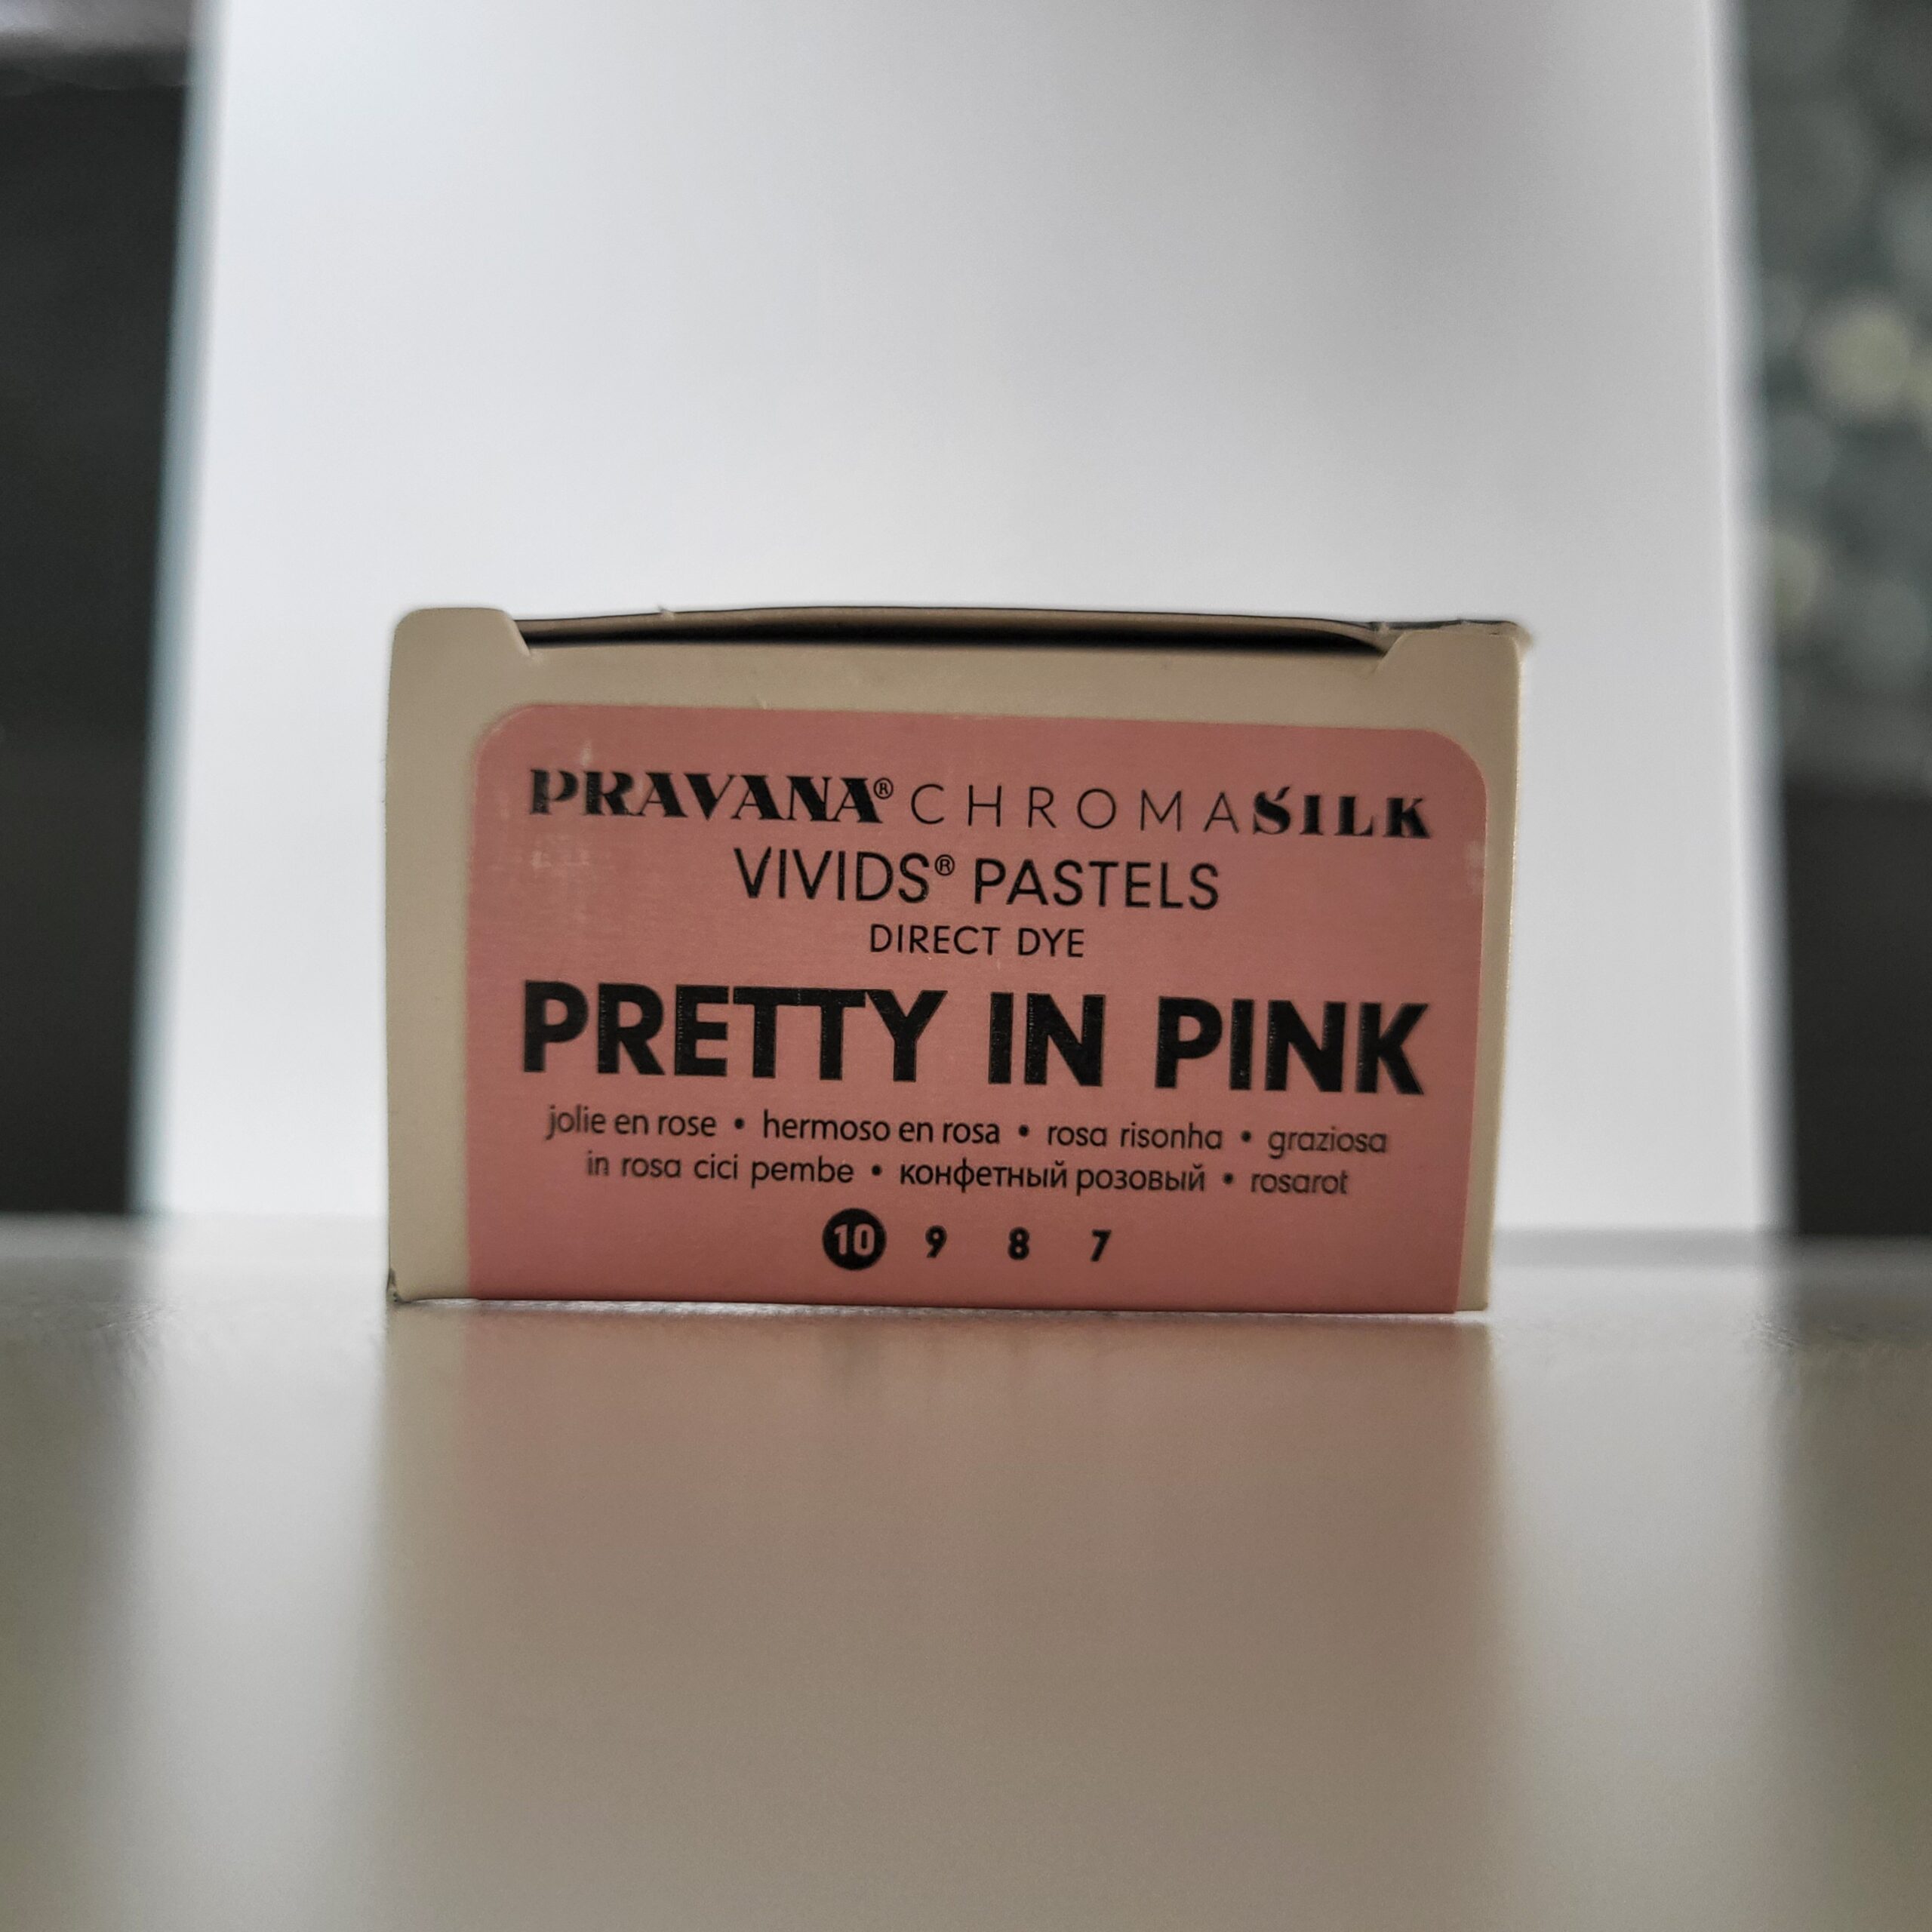 PRAVANA® CHROMASILK
VIVIDS® PASTELS
DIRECT DYE
PRETTY IN PINK
jolie en rose • hermoso en rosa • rosa risonha • graziosa
in rosa cici pembe • конфетный розовый • rosarot
10 9 8 7